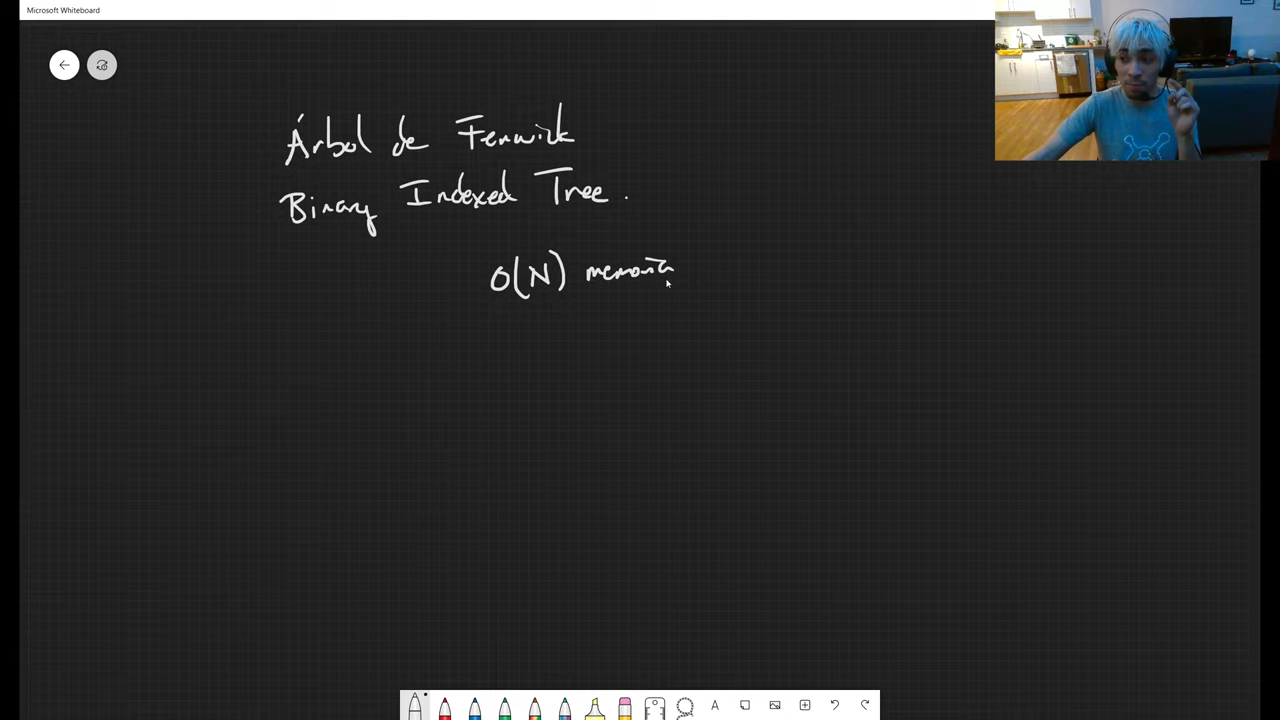 Microsoft Whiteboard
Árbol de Fenwick
Binary Indexed Tree.
O(N) memoria